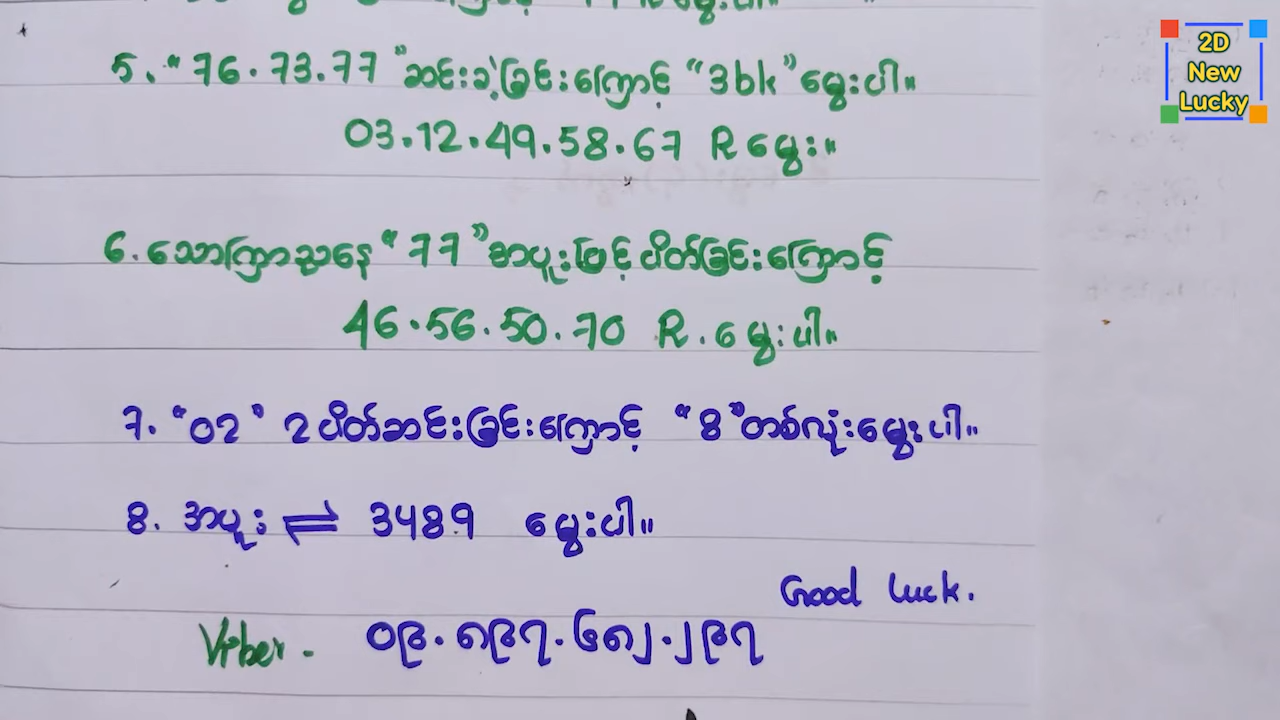 5. "76.73.77" ဆင်းခဲ့ခြင်းကြောင့် "3bk" မွေးပါ။
03.12.49.58.67 R မွေး။
6. သောကြာညနေ "77" အပူးဖြင့် ပိတ်ခြင်းကြောင့်
46.56.50.70 R. မွေးပါ။
7. "02" 2 ပိတ်ဆင်းခြင်းကြောင့် "8" တစ်လုံးမွေးပါ။
8. အပူး ⇌ 3489 မွေးပါ။
Good luck.
Viber - ၀၉.၈၉၇.၆၈၂.၂၉၇
2D
New
Lucky